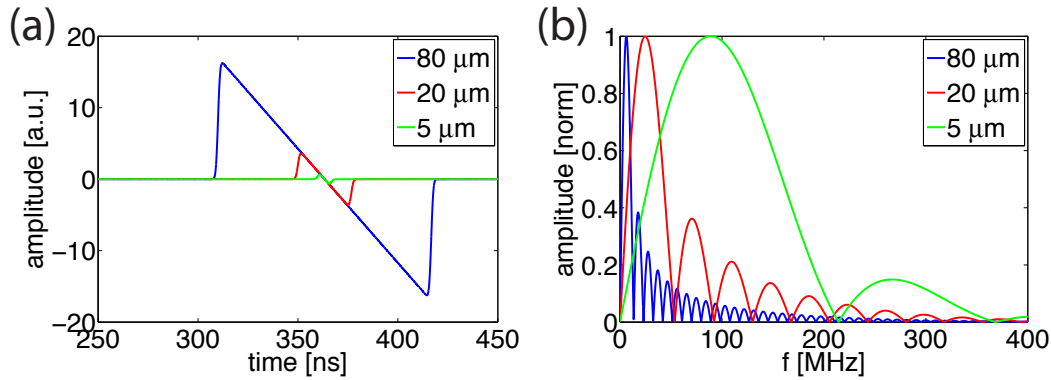 (a)
amplitude [a.u.]
20
10
0
−10
−20
250
300
350
400
450
time [ns]
80 μm
20 μm
5 μm
(b)
amplitude [norm]
1
0.8
0.6
0.4
0.2
0
0
100
200
300
400
f [MHz]
80 μm
20 μm
5 μm